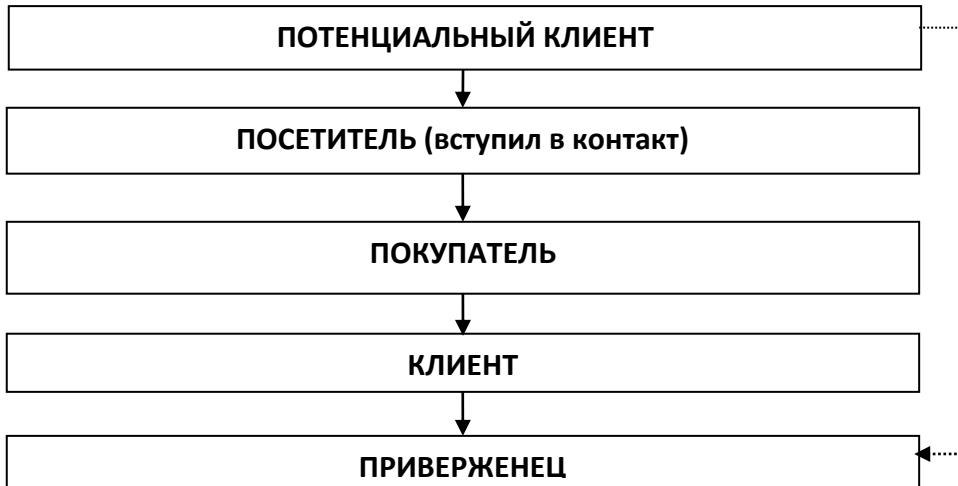 ПОТЕНЦИАЛЬНЫЙ КЛИЕНТ
ПОСЕТИТЕЛЬ (вступил в контакт)
ПОКУПАТЕЛЬ
КЛИЕНТ
ПРИВЕРЖЕНЕЦ